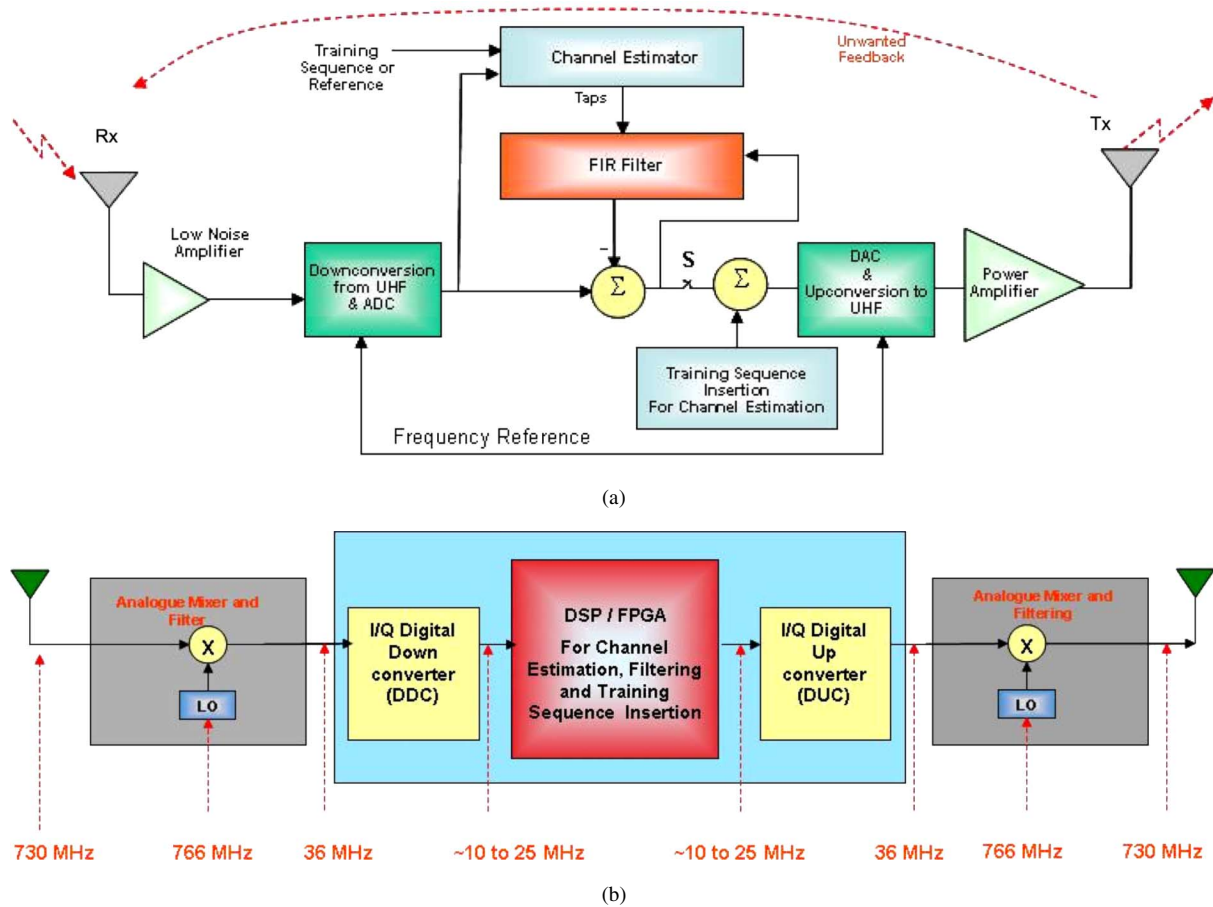 Unwanted
Feedback
Training
Sequence or
Reference
Channel Estimator
Taps
Rx
Tx
FIR Filter
Low Noise
Amplifier
Downconversion
from UHF
& ADC
–
Σ
S
Σ
DAC
&
Upconversion to
UHF
Power
Amplifier
Training Sequence
Insertion
For Channel Estimation
Frequency Reference
(a)
Analogue Mixer and
Filter
X
LO
I/Q Digital
Down
converter
(DDC)
DSP / FPGA
For Channel
Estimation, Filtering
and Training
Sequence Insertion
I/Q Digital
Up
converter
(DUC)
Analogue Mixer and
Filtering
X
LO
730 MHz
766 MHz
36 MHz
~10 to 25 MHz
~10 to 25 MHz
36 MHz
766 MHz
730 MHz
(b)